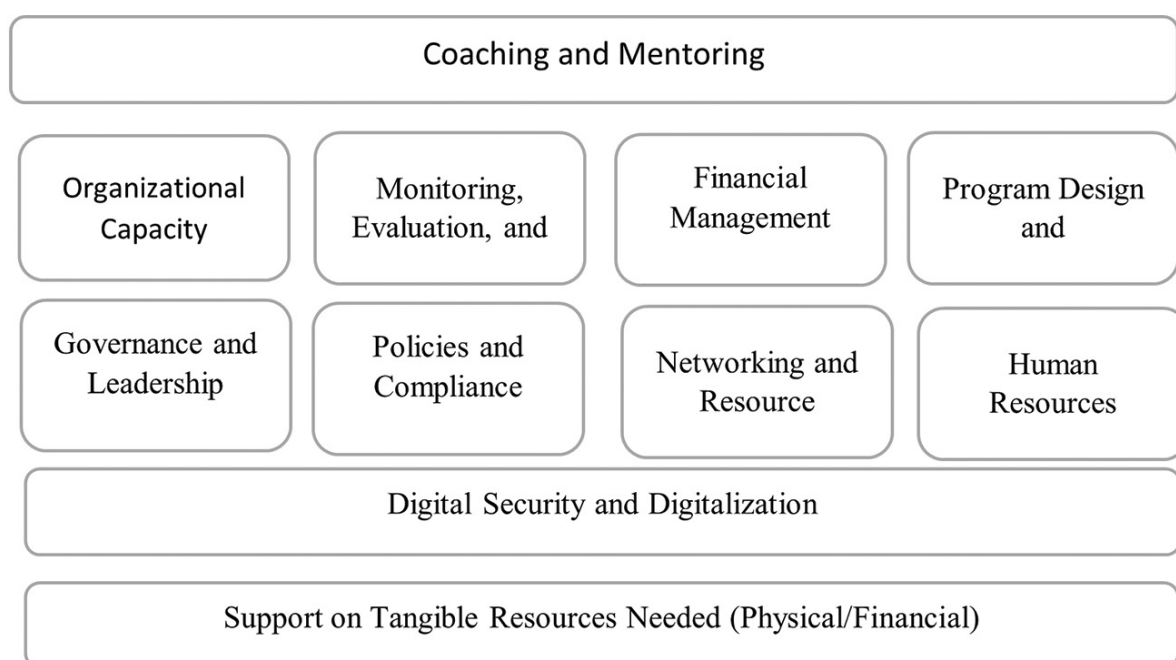 Coaching and Mentoring
Organizational
Capacity
Monitoring,
Evaluation, and
Financial
Management
Program Design
and
Governance and
Leadership
Policies and
Compliance
Networking and
Resource
Human
Resources
Digital Security and Digitalization
Support on Tangible Resources Needed (Physical/Financial)